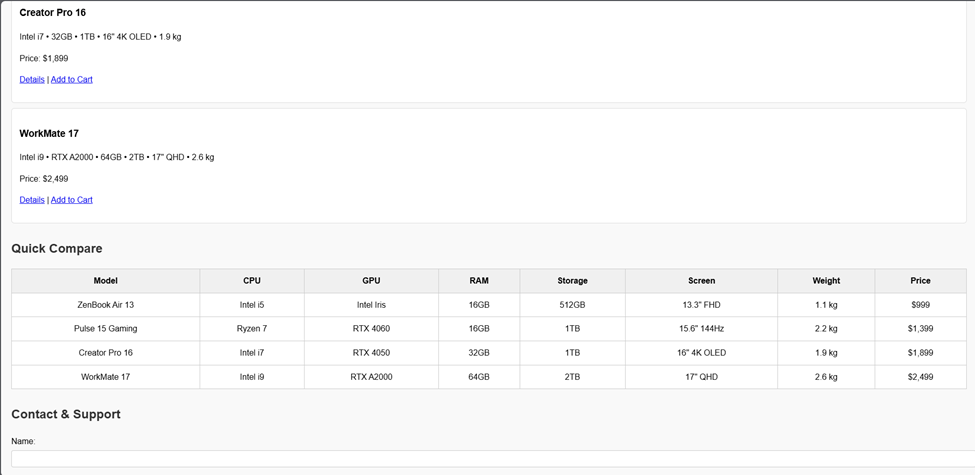 Creator Pro 16
Intel i7 • 32GB • 1TB • 16" 4K OLED • 1.9 kg
Price: $1,899
Details | Add to Cart
WorkMate 17
Intel i9 • RTX A2000 • 64GB • 2TB • 17" QHD • 2.6 kg
Price: $2,499
Details | Add to Cart
Quick Compare
Model CPU GPU RAM Storage Screen Weight Price
ZenBook Air 13 Intel i5 Intel Iris 16GB 512GB 13.3" FHD 1.1 kg $999
Pulse 15 Gaming Ryzen 7 RTX 4060 16GB 1TB 15.6" 144Hz 2.2 kg $1,399
Creator Pro 16 Intel i7 RTX 4050 32GB 1TB 16" 4K OLED 1.9 kg $1,899
WorkMate 17 Intel i9 RTX A2000 64GB 2TB 17" QHD 2.6 kg $2,499
Contact & Support
Name: